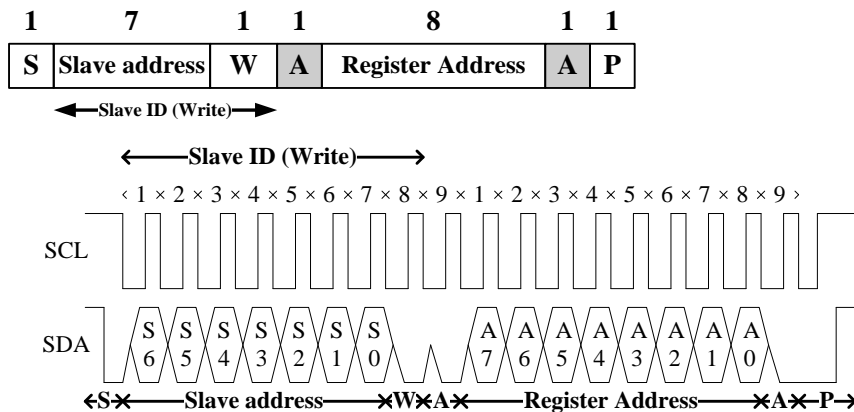 1 7 1 1 8 1 1
S Slave address W A Register Address A P
Slave ID (Write)
Slave ID (Write)
‹ 1 × 2 × 3 × 4 × 5 × 6 × 7 × 8 × 9 × 1 × 2 × 3 × 4 × 5 × 6 × 7 × 8 × 9 ›
SCL
SDA
S S S S S S S A A A A A A A A
6 5 4 3 2 1 0 7 6 5 4 3 2 1 0
S Slave address W A Register Address A P